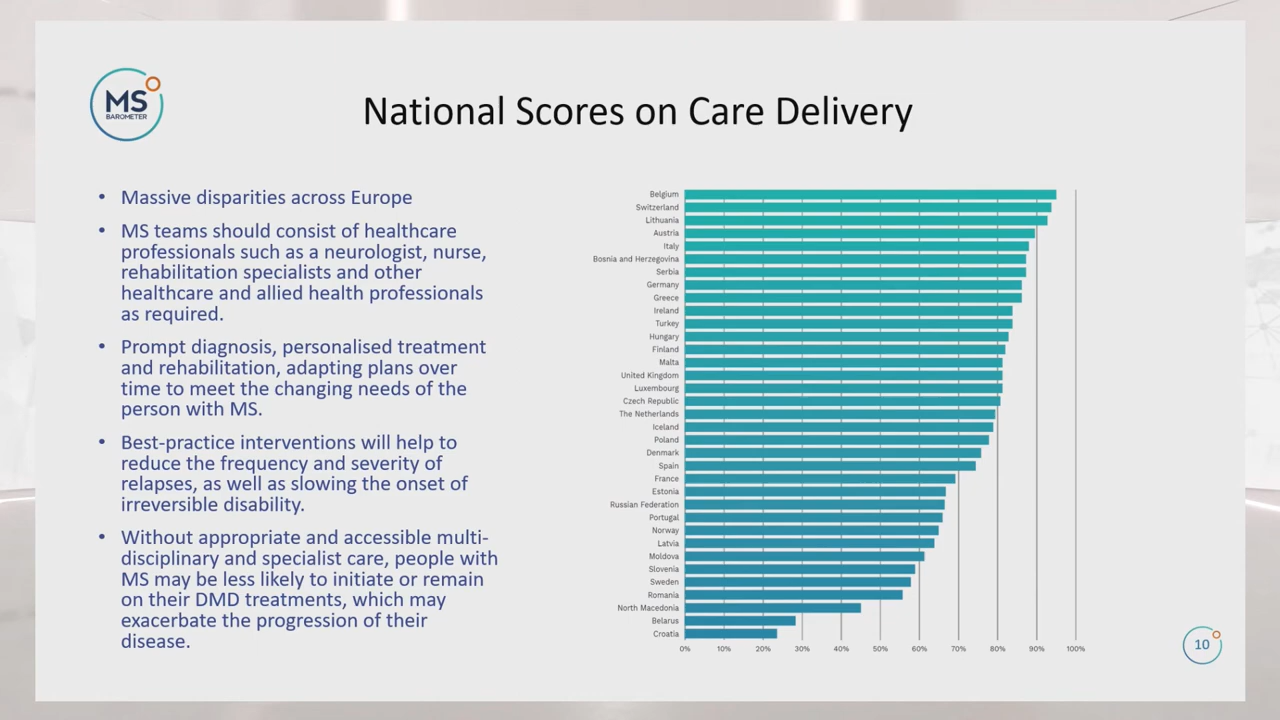 MS
BAROMETER
National Scores on Care Delivery
• Massive disparities across Europe
• MS teams should consist of healthcare
professionals such as a neurologist, nurse,
rehabilitation specialists and other
healthcare and allied health professionals
as required.
• Prompt diagnosis, personalised treatment
and rehabilitation, adapting plans over
time to meet the changing needs of the
person with MS.
• Best-practice interventions will help to
reduce the frequency and severity of
relapses, as well as slowing the onset of
irreversible disability.
• Without appropriate and accessible multi-
disciplinary and specialist care, people with
MS may be less likely to initiate or remain
on their DMD treatments, which may
exacerbate the progression of their
disease.
Belgium
Switzerland
Lithuania
Austria
Italy
Bosnia and Herzegovina
Serbia
Germany
Greece
Ireland
Turkey
Hungary
Finland
Malta
United Kingdom
Luxembourg
Czech Republic
The Netherlands
Iceland
Poland
Denmark
Spain
France
Estonia
Russian Federation
Portugal
Norway
Latvia
Moldova
Slovenia
Sweden
Romania
North Macedonia
Belarus
Croatia
0% 10% 20% 30% 40% 50% 60% 70% 80% 90% 100%
10